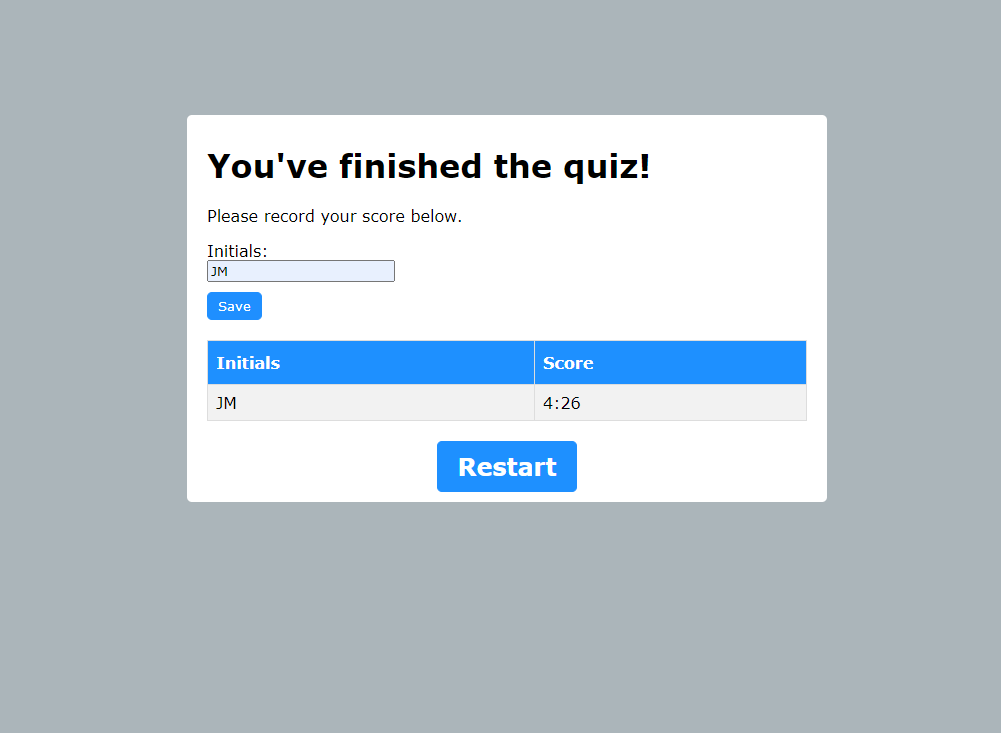 You've finished the quiz!
Please record your score below.
Initials:
JM
Save
Initials Score
JM 4:26
Restart